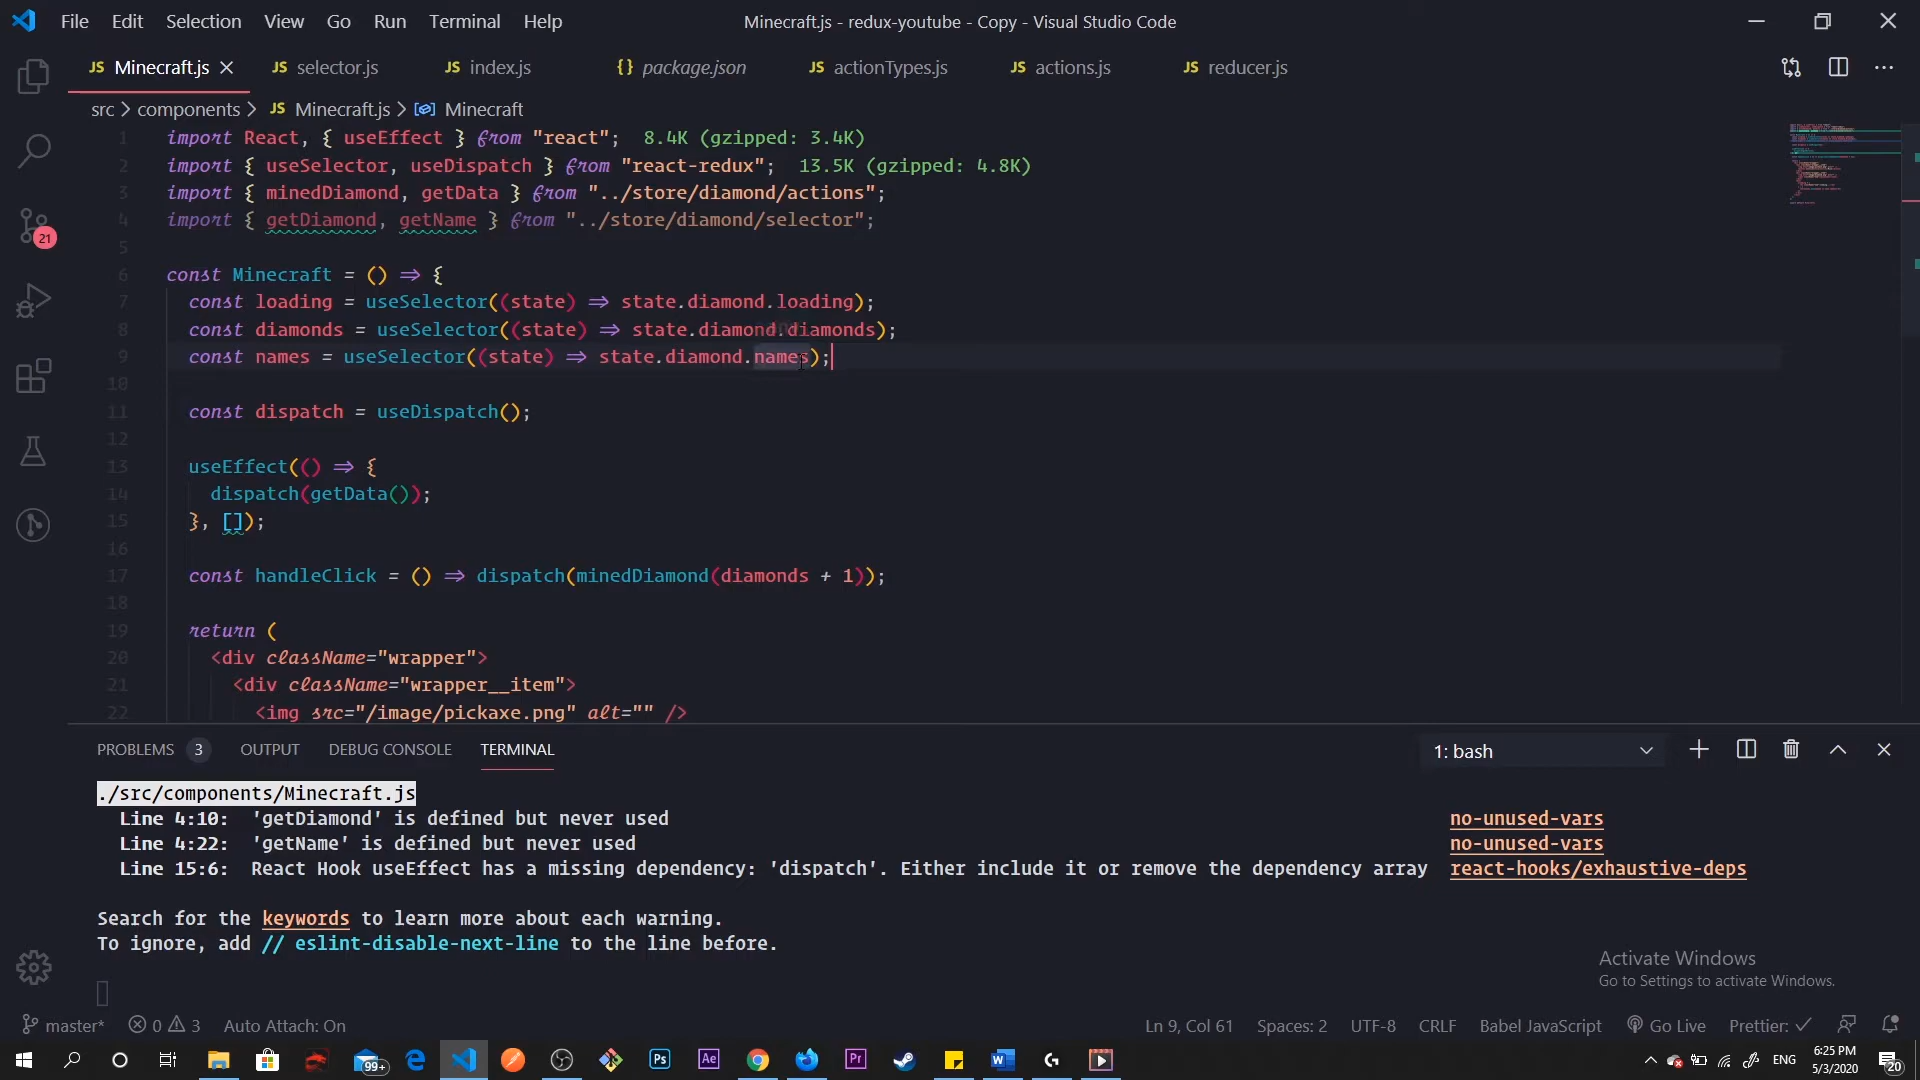 File Edit Selection View Go Run Terminal Help
Minecraft.js - redux-youtube - Copy - Visual Studio Code
JS Minecraft.js
JS selector.js
JS index.js
{} package.json
JS actionTypes.js
JS actions.js
JS reducer.js
src > components > JS Minecraft.js > Minecraft
1 import React, { useEffect } from "react"; 8.4K (gzipped: 3.4K)
2 import { useSelector, useDispatch } from "react-redux"; 13.5K (gzipped: 4.8K)
3 import { minedDiamond, getData } from "../store/diamond/actions";
4 import { getDiamond, getName } from "../store/diamond/selector";
5
6 const Minecraft = () => {
7 const loading = useSelector((state) => state.diamond.loading);
8 const diamonds = useSelector((state) => state.diamond.diamonds);
9 const names = useSelector((state) => state.diamond.names);
10
11 const dispatch = useDispatch();
12
13 useEffect(() => {
14 dispatch(getData());
15 }, []);
16
17 const handleClick = () => dispatch(minedDiamond(diamonds + 1));
18
19 return (
20 <div className="wrapper">
21 <div className="wrapper__item">
22 <img src="/image/pickaxe.png" alt="" />
21
PROBLEMS 3 OUTPUT DEBUG CONSOLE TERMINAL
1: bash
./src/components/Minecraft.js
Line 4:10: 'getDiamond' is defined but never used no-unused-vars
Line 4:22: 'getName' is defined but never used no-unused-vars
Line 15:6: React Hook useEffect has a missing dependency: 'dispatch'. Either include it or remove the dependency array react-hooks/exhaustive-deps
Search for the keywords to learn more about each warning.
To ignore, add // eslint-disable-next-line to the line before.
Activate Windows
Go to Settings to activate Windows.
master* 0 3 Auto Attach: On
Ln 9, Col 61 Spaces: 2 UTF-8 CRLF Babel JavaScript Go Live Prettier: ✓
99+
Ps
Ae
Pr
ENG
6:25 PM
5/3/2020
20